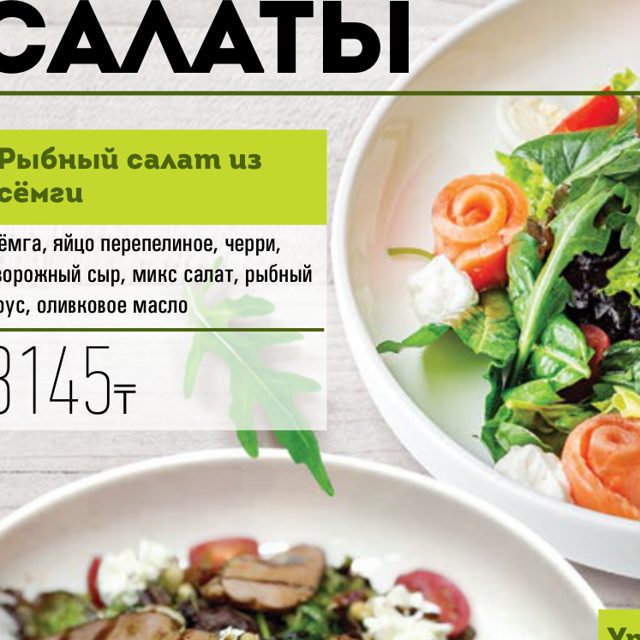 САЛАТЫ
Рыбный салат из
сёмги
ёмга, яйцо перепелиное, черри,
ворожный сыр, микс салат, рыбный
оус, оливковое масло
3145₸